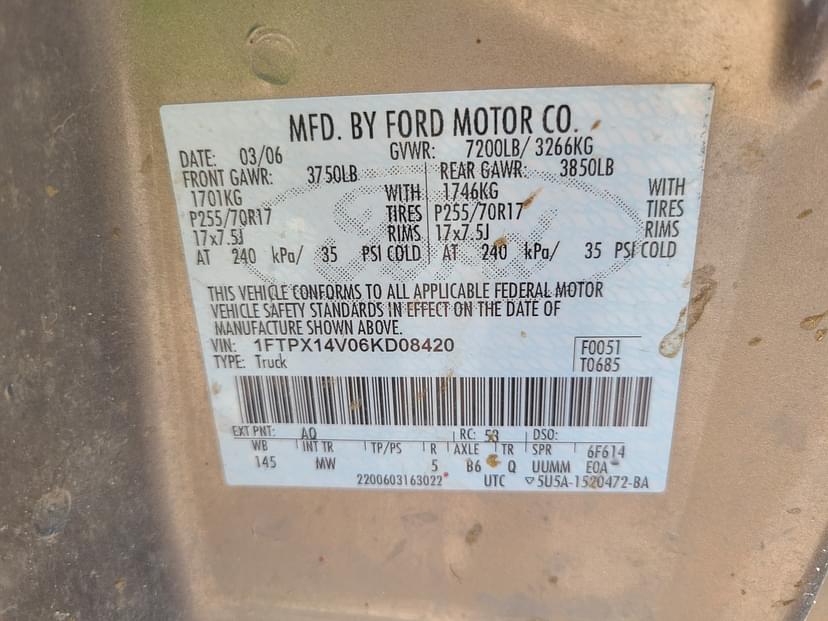 MFD. BY FORD MOTOR CO.
DATE: 03/06 GVWR: 7200LB/ 3266KG
FRONT GAWR: 3750LB REAR GAWR: 3850LB
1701KG WITH 1746KG WITH
P255/70R17 TIRES P255/70R17 TIRES
17x7.5J RIMS 17x7.5J RIMS
AT 240 kPa/ 35 PSI COLD AT 240 kPa/ 35 PSI COLD
THIS VEHICLE CONFORMS TO ALL APPLICABLE FEDERAL MOTOR
VEHICLE SAFETY STANDARDS IN EFFECT ON THE DATE OF
MANUFACTURE SHOWN ABOVE.
VIN: 1FTPX14V06KD08420 F0051
TYPE: Truck T0685
EXT PNT: AQ RC: 53 DSO:
WB INT TR TP/PS R AXLE TR SPR 6F614
145 MW 5 B6 Q UUMM E0A
2200603163022 UTC ▽5U5A-1520472-BA